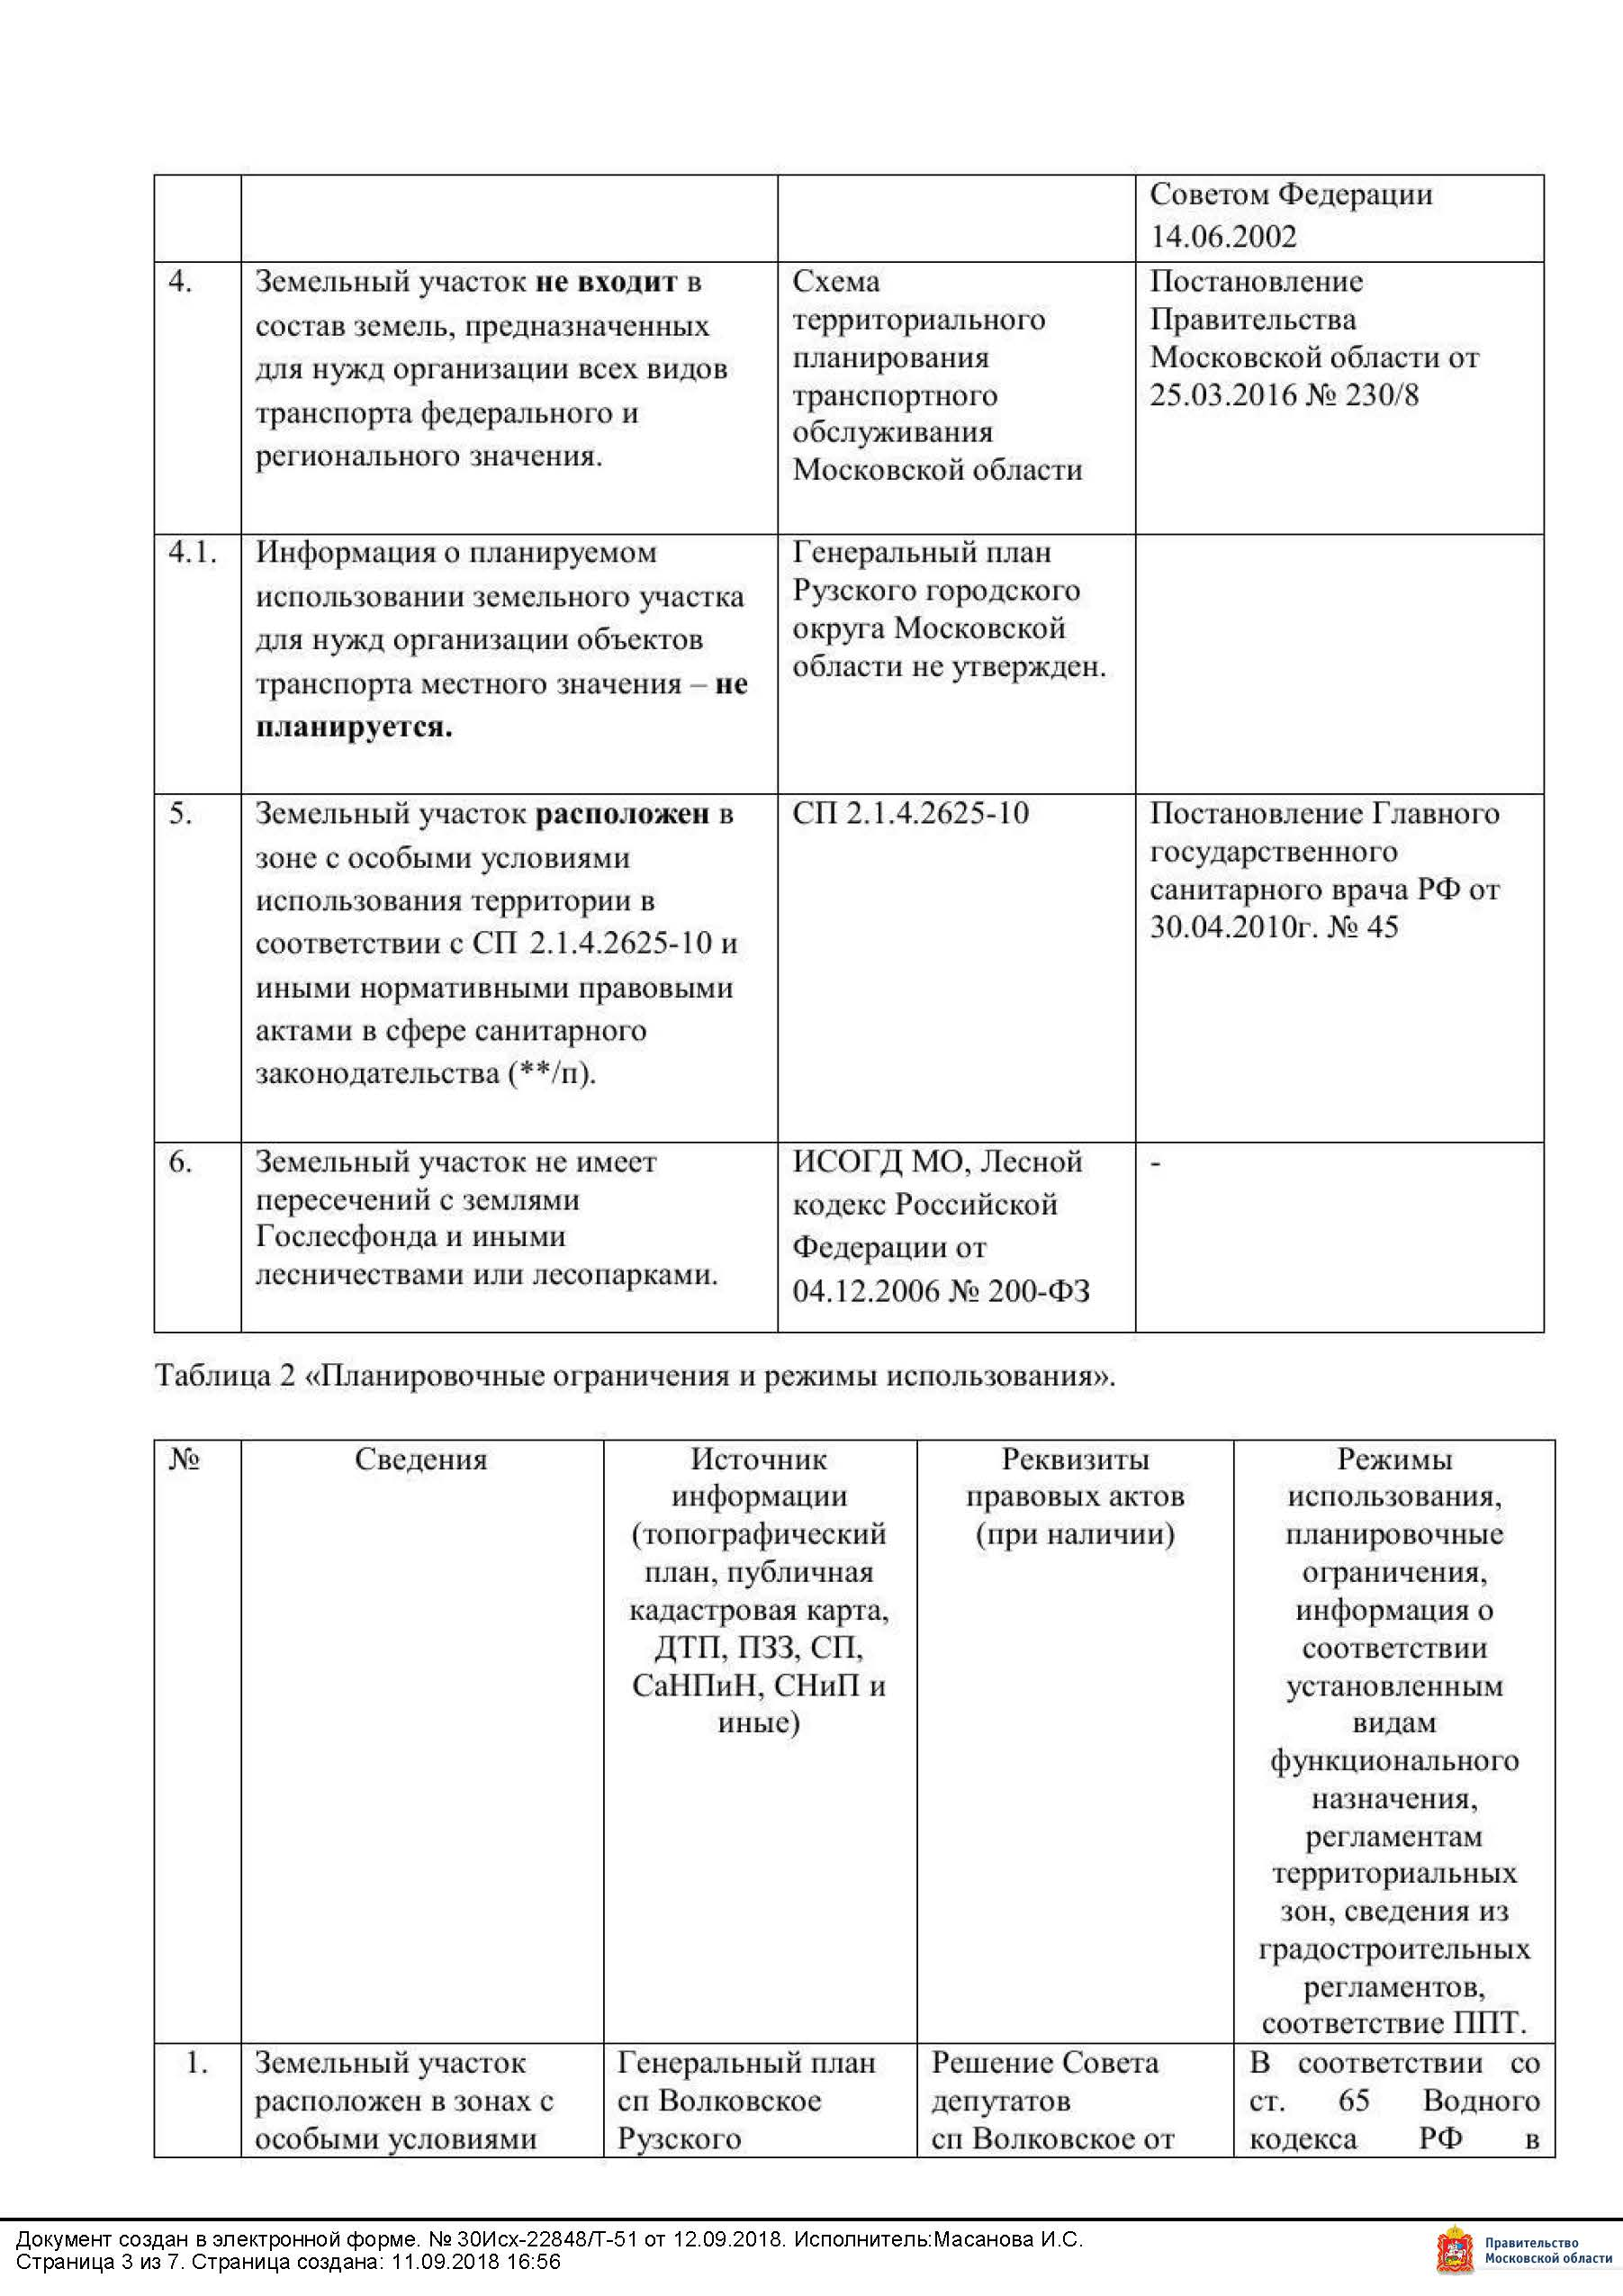 Советом Федерации
14.06.2002
4.
Земельный участок не входит в
состав земель, предназначенных
для нужд организации всех видов
транспорта федерального и
регионального значения.
Схема
территориального
планирования
транспортного
обслуживания
Московской области
Постановление
Правительства
Московской области от
25.03.2016 № 230/8
4.1.
Информация о планируемом
использовании земельного участка
для нужд организации объектов
транспорта местного значения – не
планируется.
Генеральный план
Рузского городского
округа Московской
области не утвержден.
5.
Земельный участок расположен в
зоне с особыми условиями
использования территории в
соответствии с СП 2.1.4.2625-10 и
иными нормативными правовыми
актами в сфере санитарного
законодательства (**/п).
СП 2.1.4.2625-10
Постановление Главного
государственного
санитарного врача РФ от
30.04.2010г. № 45
6.
Земельный участок не имеет
пересечений с землями
Гослесфонда и иными
лесничествами или лесопарками.
ИСОГД МО, Лесной
кодекс Российской
Федерации от
04.12.2006 № 200-ФЗ
-
Таблица 2 «Планировочные ограничения и режимы использования».
№
Сведения
Источник
информации
(топографический
план, публичная
кадастровая карта,
ДТП, ПЗЗ, СП,
СаНПиН, СНиП и
иные)
Реквизиты
правовых актов
(при наличии)
Режимы
использования,
планировочные
ограничения,
информация о
соответствии
установленным
видам
функционального
назначения,
регламентам
территориальных
зон, сведения из
градостроительных
регламентов,
соответствие ППТ.
1.
Земельный участок
расположен в зонах с
особыми условиями
Генеральный план
сп Волковское
Рузского
Решение Совета
депутатов
сп Волковское от
В соответствии со
ст. 65 Водного
кодекса РФ в
Документ создан в электронной форме. № 30Исх-22848/Т-51 от 12.09.2018. Исполнитель:Масанова И.С.
Страница 3 из 7. Страница создана: 11.09.2018 16:56
Правительство
Московской области